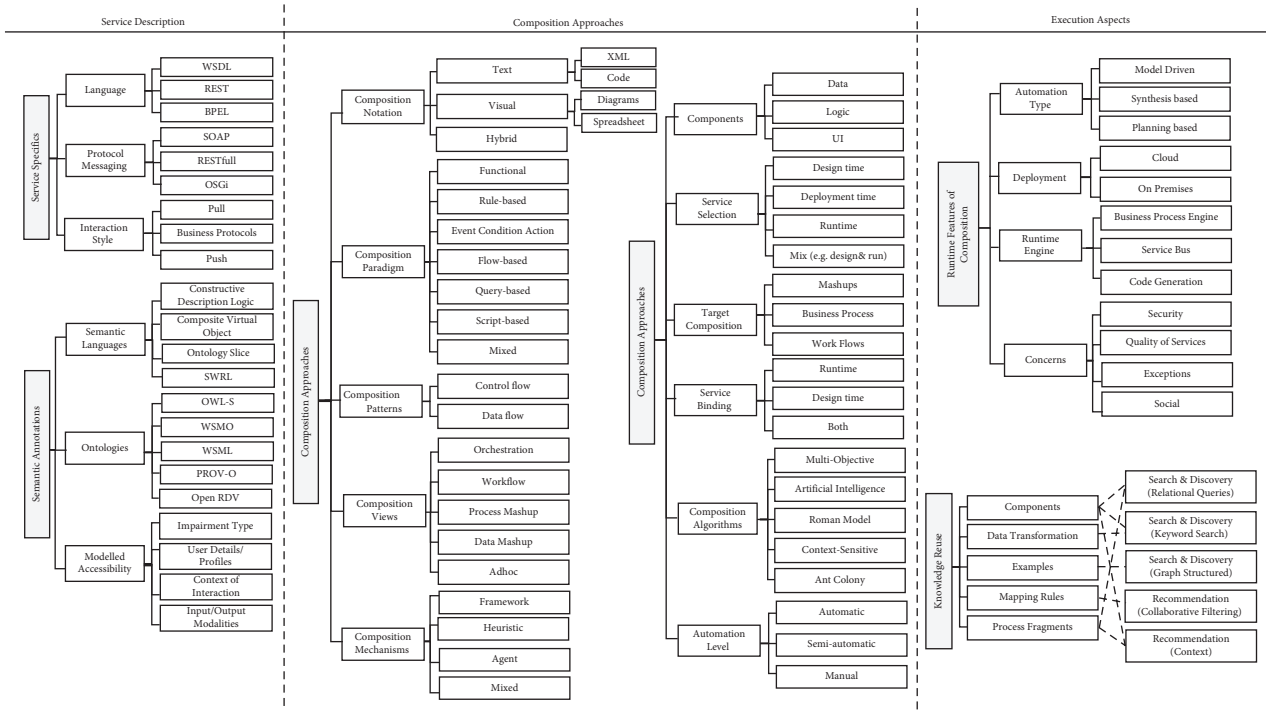 Service Description
Composition Approaches
Execution Aspects
Service Specifics
Language
WSDL
REST
BPEL
Protocol
Messaging
SOAP
RESTfull
OSGi
Interaction
Style
Pull
Business Protocols
Push
Semantic Annotations
Semantic
Languages
Constructive
Description Logic
Composite Virtual
Object
Ontology Slice
SWRL
Ontologies
OWL-S
WSMO
WSML
PROV-O
Open RDV
Modelled
Accessibility
Impairment Type
User Details/
Profiles
Context of
Interaction
Input/Output
Modalities
Composition Approaches
Composition
Notation
Text
XML
Code
Visual
Diagrams
Spreadsheet
Hybrid
Composition
Paradigm
Functional
Rule-based
Event Condition Action
Flow-based
Query-based
Script-based
Mixed
Composition
Patterns
Control flow
Data flow
Composition
Views
Orchestration
Workflow
Process Mashup
Data Mashup
Adhoc
Composition
Mechanisms
Framework
Heuristic
Agent
Mixed
Composition Approaches
Components
Data
Logic
UI
Service
Selection
Design time
Deployment time
Runtime
Mix (e.g. design& run)
Target
Composition
Mashups
Business Process
Work Flows
Service
Binding
Runtime
Design time
Both
Composition
Algorithms
Multi-Objective
Artificial Intelligence
Roman Model
Context-Sensitive
Ant Colony
Automation
Level
Automatic
Semi-automatic
Manual
Runtime Features of
Composition
Automation
Type
Model Driven
Synthesis based
Planning based
Deployment
Cloud
On Premises
Runtime
Engine
Business Process Engine
Service Bus
Code Generation
Concerns
Security
Quality of Services
Exceptions
Social
Knowledge Reuse
Components
Data Transformation
Examples
Mapping Rules
Process Fragments
Search & Discovery
(Relational Queries)
Search & Discovery
(Keyword Search)
Search & Discovery
(Graph Structured)
Recommendation
(Collaborative Filtering)
Recommendation
(Context)